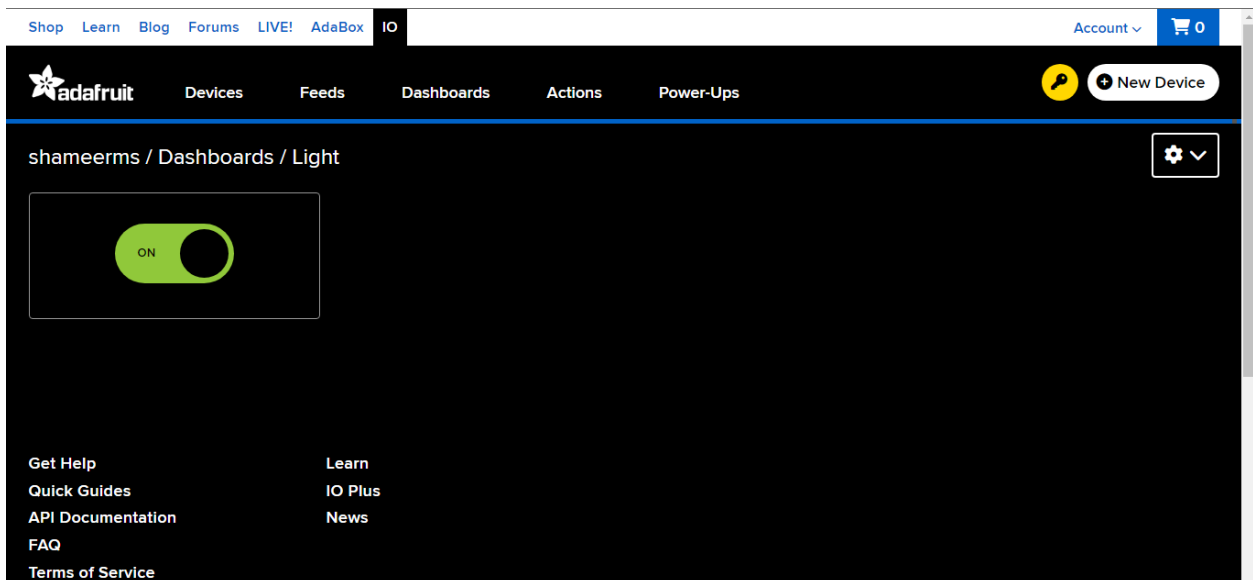 Shop Learn Blog Forums LIVE! AdaBox IO Account 0
adafruit Devices Feeds Dashboards Actions Power-Ups New Device
shameerms / Dashboards / Light
ON
Get Help Learn
Quick Guides IO Plus
API Documentation News
FAQ
Terms of Service